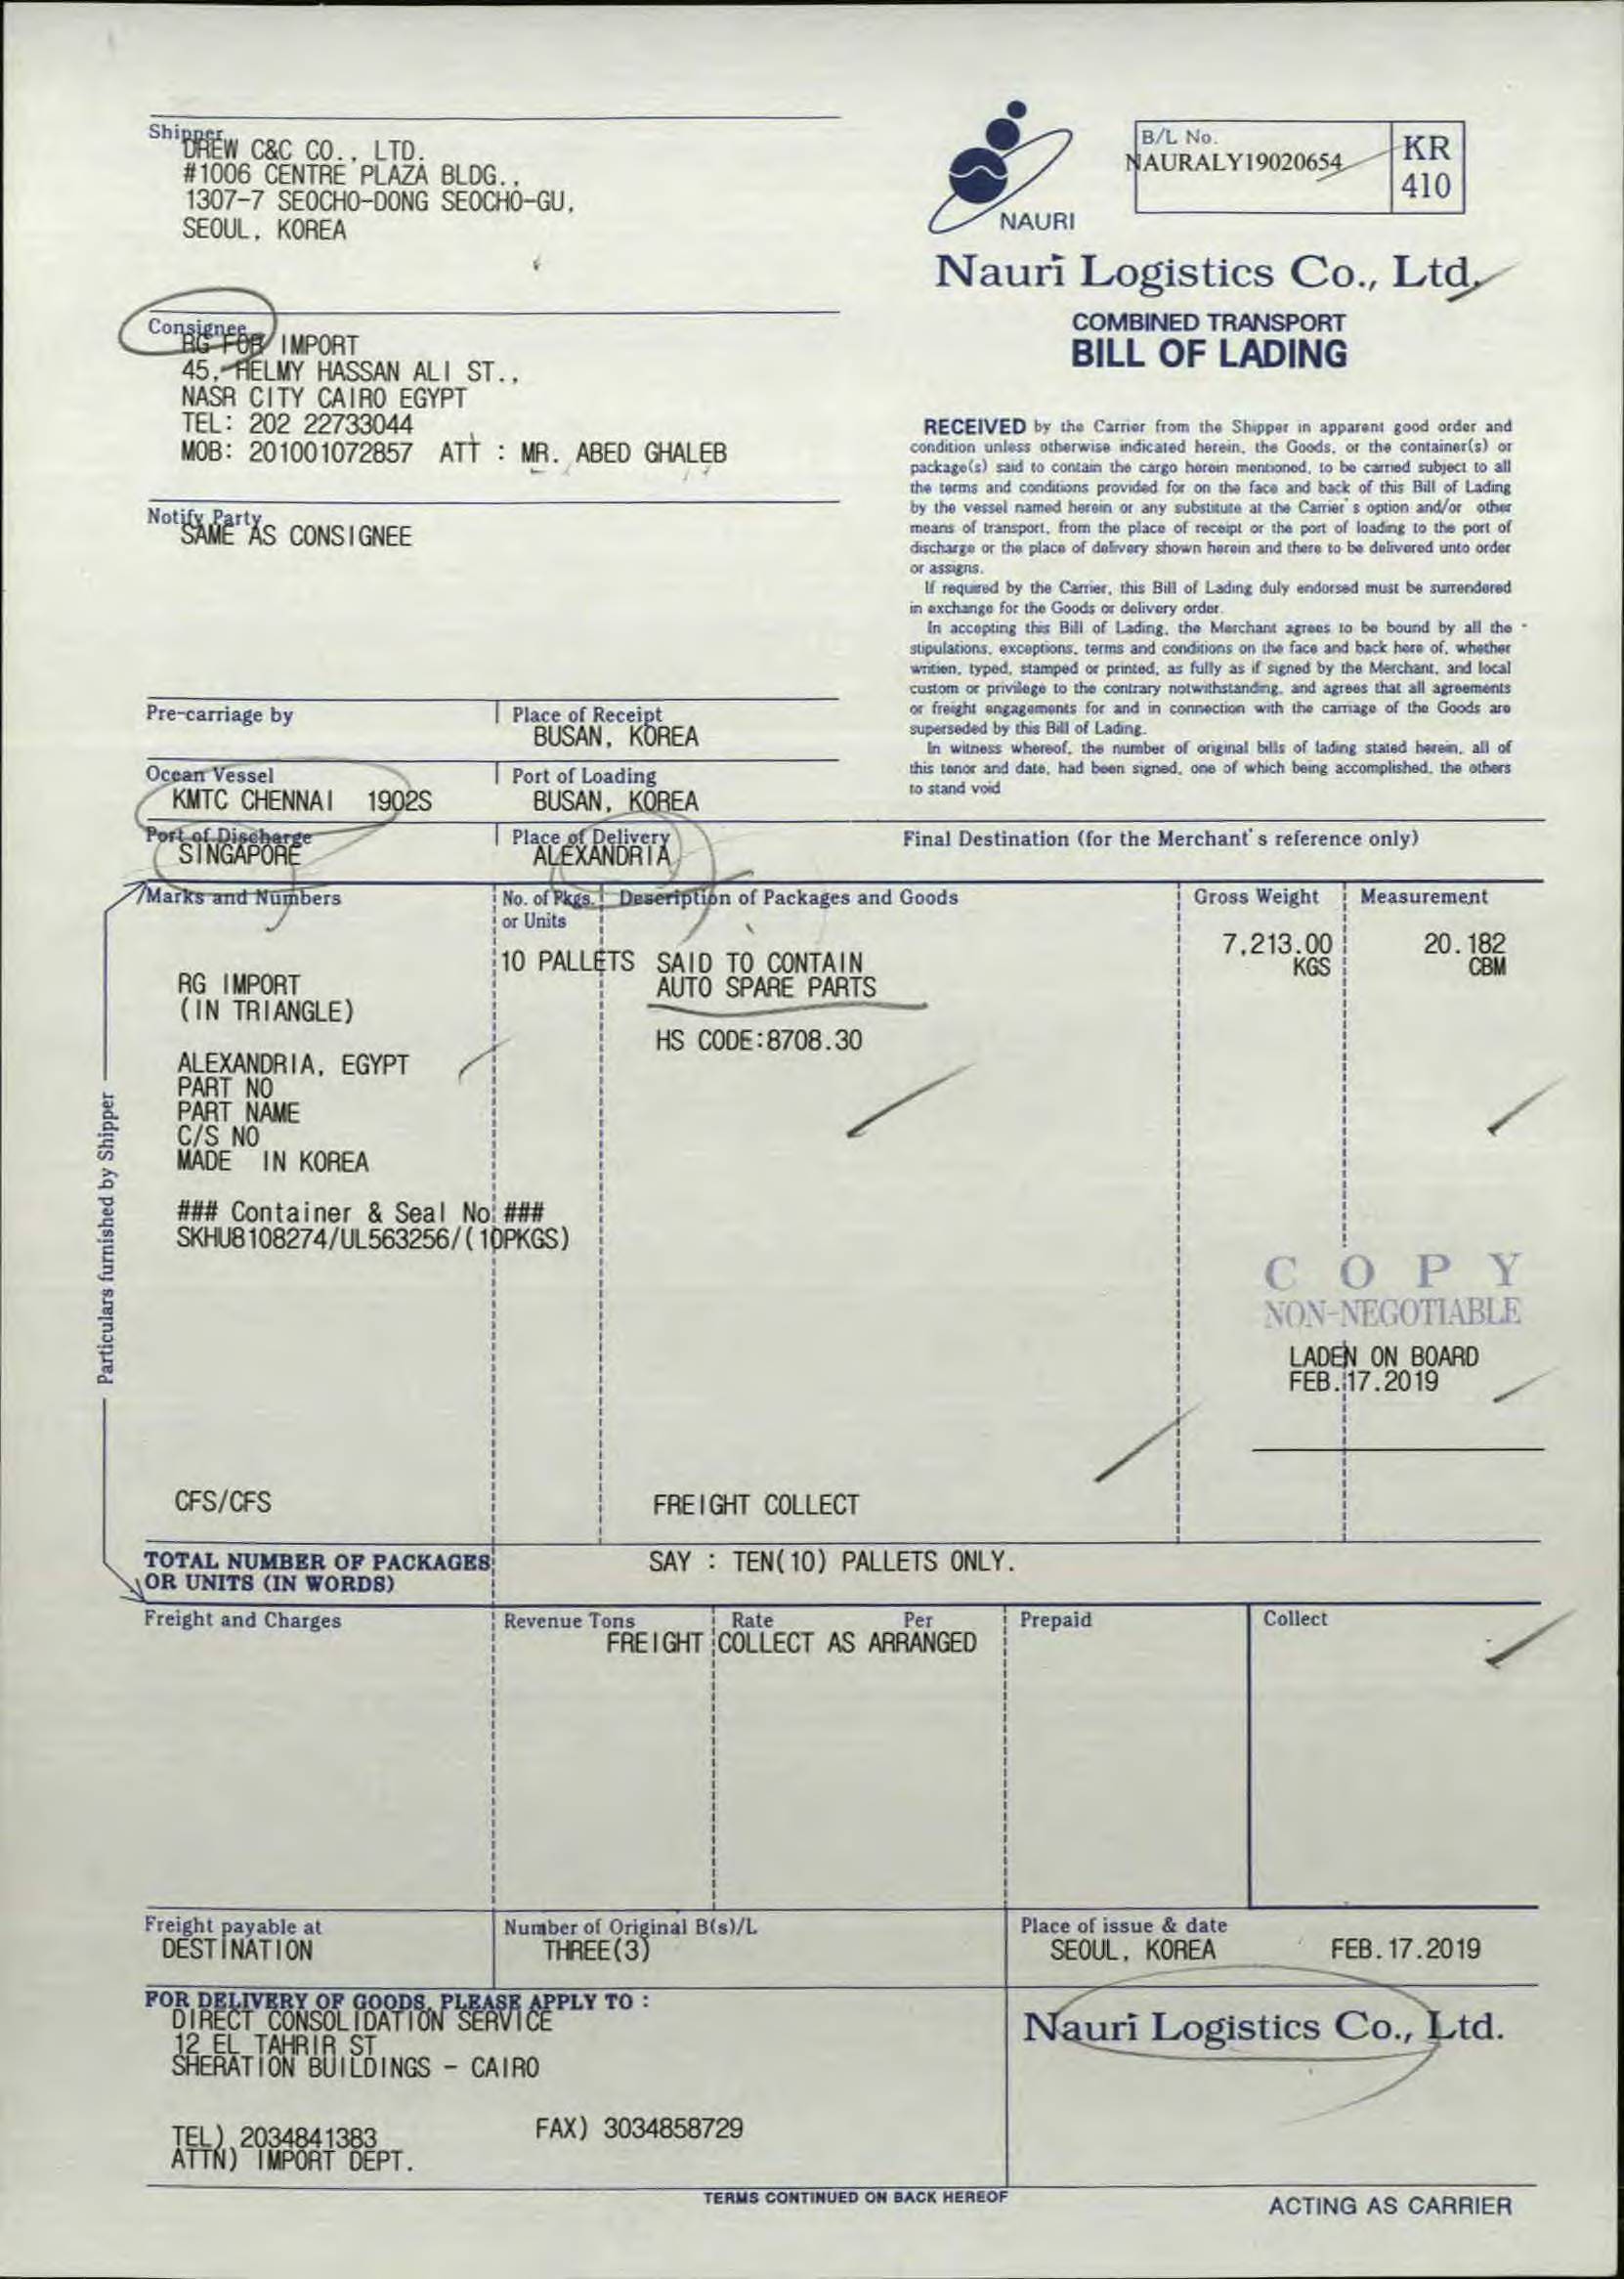 Shipper
DREW C&C CO., LTD.
#1006 CENTRE PLAZA BLDG.,
1307-7 SEOCHO-DONG SEOCHO-GU,
SEOUL, KOREA
NAURI
B/L No.
NAURALY19020654
KR
410
Nauri Logistics Co., Ltd.
COMBINED TRANSPORT
BILL OF LADING
Consignee
RG FOR IMPORT
45, HELMY HASSAN ALI ST.,
NASR CITY CAIRO EGYPT
TEL: 202 22733044
MOB: 201001072857 ATT : MR. ABED GHALEB
Notify Party
SAME AS CONSIGNEE
RECEIVED by the Carrier from the Shipper in apparent good order and
condition unless otherwise indicated herein, the Goods, or the container(s) or
package(s) said to contain the cargo herein mentioned, to be carried subject to all
the terms and conditions provided for on the face and back of this Bill of Lading
by the vessel named herein or any substitute at the Carrier's option and/or other
means of transport, from the place of receipt or the port of loading to the port of
discharge or the place of delivery shown herein and there to be delivered unto order
or assigns.
If required by the Carrier, this Bill of Lading duly endorsed must be surrendered
in exchange for the Goods or delivery order.
In accepting this Bill of Lading, the Merchant agrees to be bound by all the
stipulations, exceptions, terms and conditions on the face and back here of, whether
written, typed, stamped or printed, as fully as if signed by the Merchant, and local
custom or privilege to the contrary notwithstanding, and agrees that all agreements
or freight engagements for and in connection with the carriage of the Goods are
superseded by this Bill of Lading.
In witness whereof, the number of original bills of lading stated herein, all of
this tenor and date, had been signed, one of which being accomplished, the others
to stand void
Pre-carriage by
Place of Receipt
BUSAN, KOREA
Ocean Vessel
KMTC CHENNAI 1902S
Port of Loading
BUSAN, KOREA
Port of Discharge
SINGAPORE
Place of Delivery
ALEXANDRIA
Final Destination (for the Merchant's reference only)
Marks and Numbers
No. of Pkgs.
or Units
Description of Packages and Goods
Gross Weight
Measurement
10 PALLETS
SAID TO CONTAIN
AUTO SPARE PARTS
HS CODE:8708.30
7,213.00
KGS
20.182
CBM
RG IMPORT
(IN TRIANGLE)
ALEXANDRIA, EGYPT
PART NO
PART NAME
C/S NO
MADE IN KOREA
### Container & Seal No ###
SKHU8108274/UL563256/(10PKGS)
Particulars furnished by Shipper
COPY
NON-NEGOTIABLE
LADEN ON BOARD
FEB.17.2019
CFS/CFS
FREIGHT COLLECT
TOTAL NUMBER OF PACKAGES
OR UNITS (IN WORDS)
SAY : TEN(10) PALLETS ONLY.
Freight and Charges
Revenue Tons
Rate
Per
Prepaid
Collect
FREIGHT COLLECT AS ARRANGED
Freight payable at
DESTINATION
Number of Original B(s)/L
THREE(3)
Place of issue & date
SEOUL, KOREA FEB.17.2019
FOR DELIVERY OF GOODS, PLEASE APPLY TO :
DIRECT CONSOLIDATION SERVICE
12 EL TAHRIR ST
SHERATION BUILDINGS - CAIRO
TEL) 2034841383 FAX) 3034858729
ATTN) IMPORT DEPT.
Nauri Logistics Co., Ltd.
TERMS CONTINUED ON BACK HEREOF
ACTING AS CARRIER